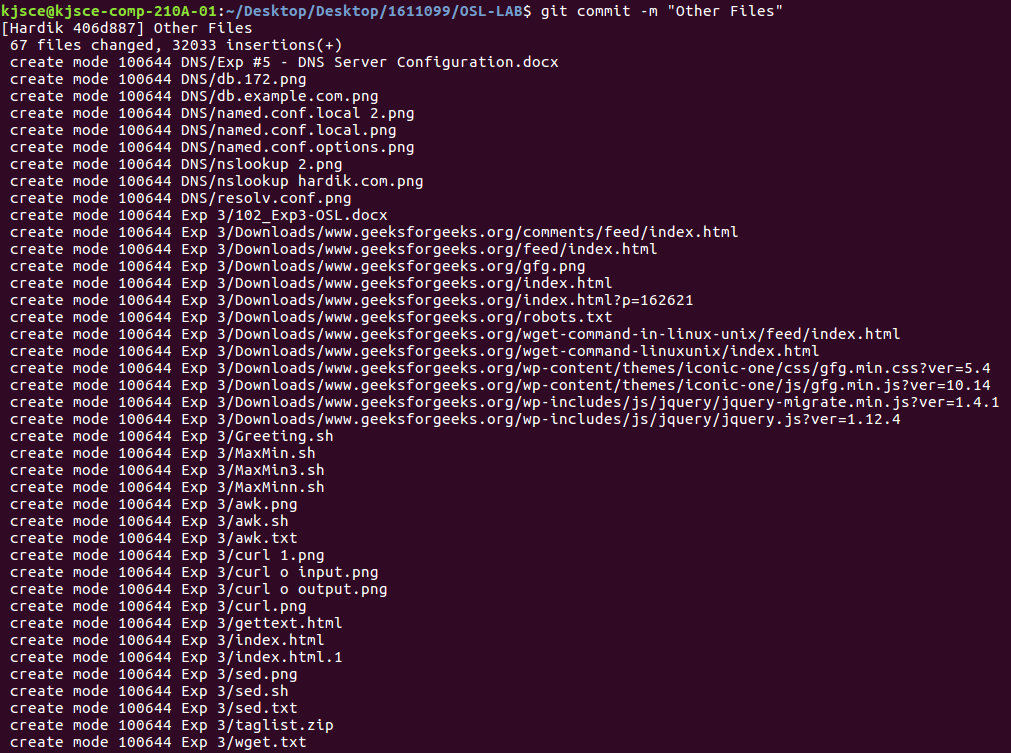 kjsce@kjsce-comp-210A-01:~/Desktop/Desktop/1611099/OSL-LAB$ git commit -m "Other Files"
[Hardik 406d887] Other Files
 67 files changed, 32033 insertions(+)
 create mode 100644 DNS/Exp #5 - DNS Server Configuration.docx
 create mode 100644 DNS/db.172.png
 create mode 100644 DNS/db.example.com.png
 create mode 100644 DNS/named.conf.local 2.png
 create mode 100644 DNS/named.conf.local.png
 create mode 100644 DNS/named.conf.options.png
 create mode 100644 DNS/nslookup 2.png
 create mode 100644 DNS/nslookup hardik.com.png
 create mode 100644 DNS/resolv.conf.png
 create mode 100644 Exp 3/102_Exp3-OSL.docx
 create mode 100644 Exp 3/Downloads/www.geeksforgeeks.org/comments/feed/index.html
 create mode 100644 Exp 3/Downloads/www.geeksforgeeks.org/feed/index.html
 create mode 100644 Exp 3/Downloads/www.geeksforgeeks.org/gfg.png
 create mode 100644 Exp 3/Downloads/www.geeksforgeeks.org/index.html
 create mode 100644 Exp 3/Downloads/www.geeksforgeeks.org/index.html?p=162621
 create mode 100644 Exp 3/Downloads/www.geeksforgeeks.org/robots.txt
 create mode 100644 Exp 3/Downloads/www.geeksforgeeks.org/wget-command-in-linux-unix/feed/index.html
 create mode 100644 Exp 3/Downloads/www.geeksforgeeks.org/wget-command-linuxunix/index.html
 create mode 100644 Exp 3/Downloads/www.geeksforgeeks.org/wp-content/themes/iconic-one/css/gfg.min.css?ver=5.4
 create mode 100644 Exp 3/Downloads/www.geeksforgeeks.org/wp-content/themes/iconic-one/js/gfg.min.js?ver=10.14
 create mode 100644 Exp 3/Downloads/www.geeksforgeeks.org/wp-includes/js/jquery/jquery-migrate.min.js?ver=1.4.1
 create mode 100644 Exp 3/Downloads/www.geeksforgeeks.org/wp-includes/js/jquery/jquery.js?ver=1.12.4
 create mode 100644 Exp 3/Greeting.sh
 create mode 100644 Exp 3/MaxMin.sh
 create mode 100644 Exp 3/MaxMin3.sh
 create mode 100644 Exp 3/MaxMinn.sh
 create mode 100644 Exp 3/awk.png
 create mode 100644 Exp 3/awk.sh
 create mode 100644 Exp 3/awk.txt
 create mode 100644 Exp 3/curl 1.png
 create mode 100644 Exp 3/curl o input.png
 create mode 100644 Exp 3/curl o output.png
 create mode 100644 Exp 3/curl.png
 create mode 100644 Exp 3/gettext.html
 create mode 100644 Exp 3/index.html
 create mode 100644 Exp 3/index.html.1
 create mode 100644 Exp 3/sed.png
 create mode 100644 Exp 3/sed.sh
 create mode 100644 Exp 3/sed.txt
 create mode 100644 Exp 3/taglist.zip
 create mode 100644 Exp 3/wget.txt